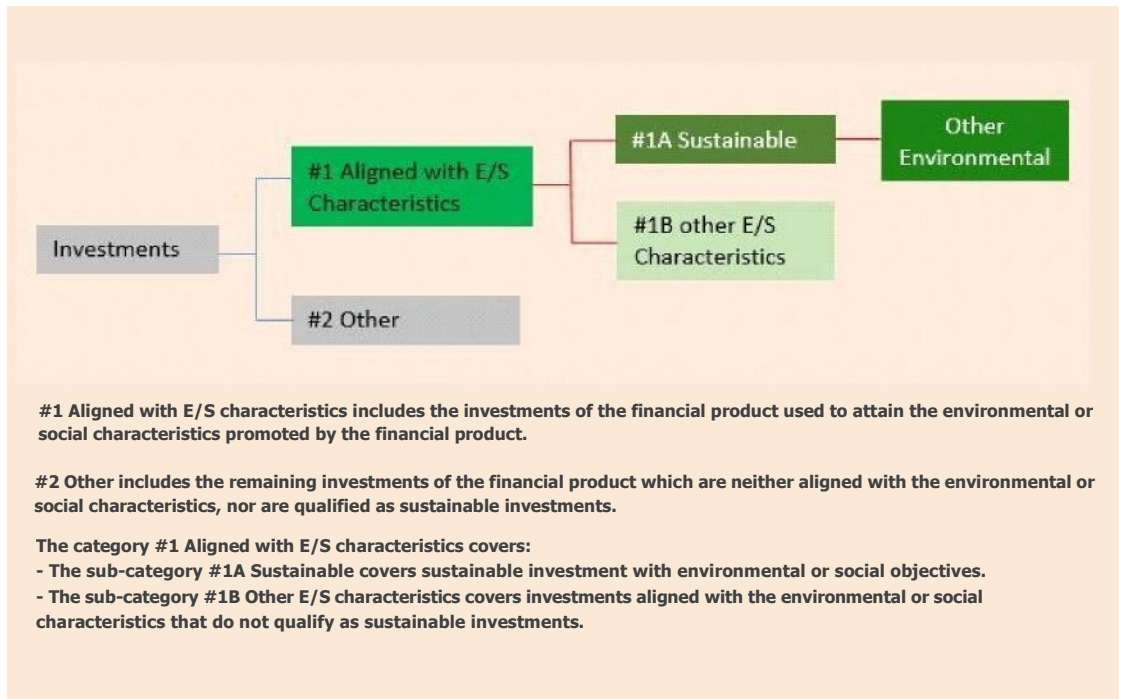 Other
Environmental
#1A Sustainable
#1 Aligned with E/S
Characteristics
#1B other E/S
Characteristics
Investments
#2 Other
#1 Aligned with E/S characteristics includes the investments of the financial product used to attain the environmental or
social characteristics promoted by the financial product.
#2 Other includes the remaining investments of the financial product which are neither aligned with the environmental or
social characteristics, nor are qualified as sustainable investments.
The category #1 Aligned with E/S characteristics covers:
- The sub-category #1A Sustainable covers sustainable investment with environmental or social objectives.
- The sub-category #1B Other E/S characteristics covers investments aligned with the environmental or social
characteristics that do not qualify as sustainable investments.